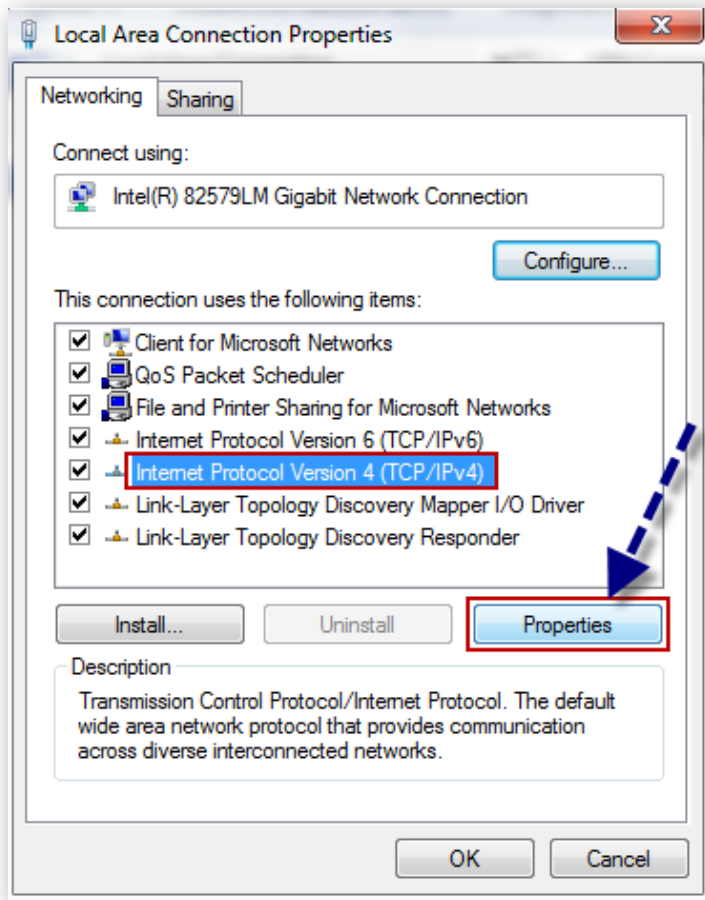 Local Area Connection Properties
Networking
Sharing
Connect using:
Intel(R) 82579LM Gigabit Network Connection
Configure...
This connection uses the following items:
Client for Microsoft Networks
QoS Packet Scheduler
File and Printer Sharing for Microsoft Networks
Internet Protocol Version 6 (TCP/IPv6)
Internet Protocol Version 4 (TCP/IPv4)
Link-Layer Topology Discovery Mapper I/O Driver
Link-Layer Topology Discovery Responder
Install...
Uninstall
Properties
Description
Transmission Control Protocol/Internet Protocol. The default
wide area network protocol that provides communication
across diverse interconnected networks.
OK
Cancel